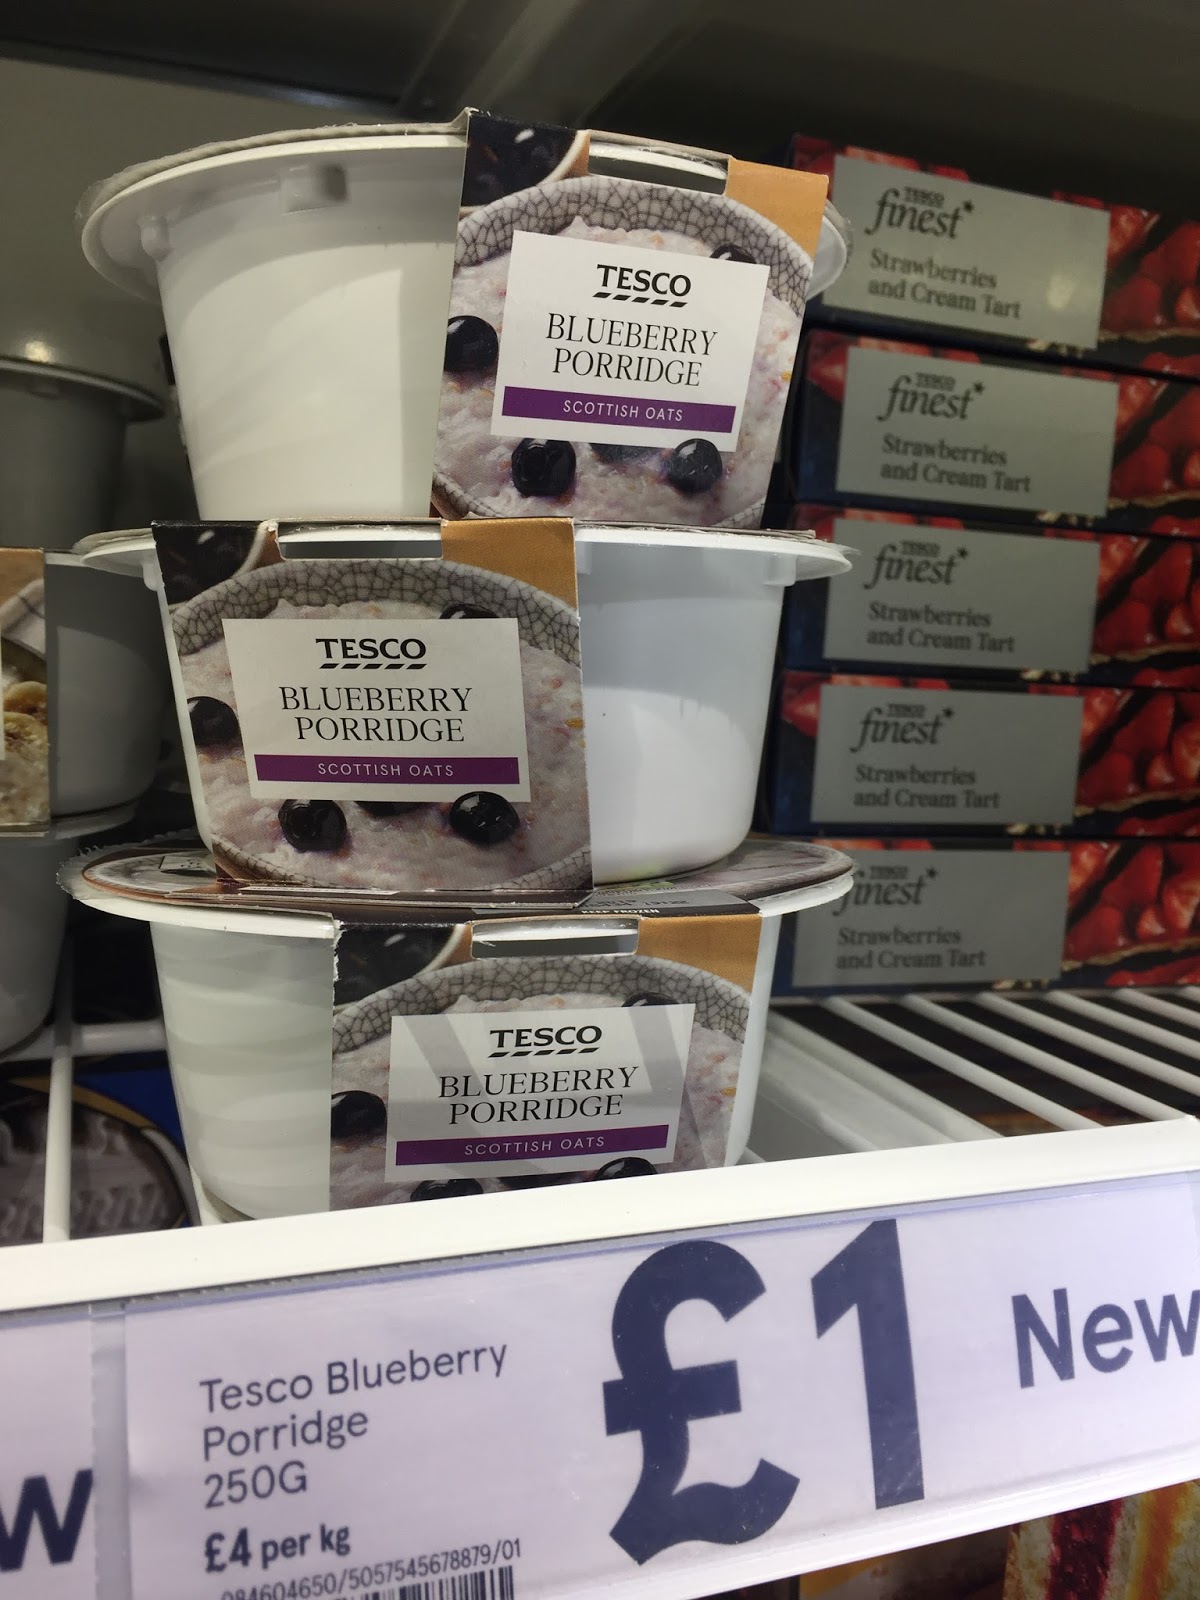 TESCO
BLUEBERRY
PORRIDGE
SCOTTISH OATS
TESCO
BLUEBERRY
PORRIDGE
SCOTTISH OATS
KEEP FROZEN
TESCO
BLUEBERRY
PORRIDGE
SCOTTISH OATS
TESCO
finest*
Strawberries
and Cream Tart
TESCO
finest*
Strawberries
and Cream Tart
TESCO
finest*
Strawberries
and Cream Tart
TESCO
finest*
Strawberries
and Cream Tart
TESCO
finest*
Strawberries
and Cream Tart
w
Tesco Blueberry
Porridge
250G
£4 per kg
084604650/5057545678879/01
£1
New